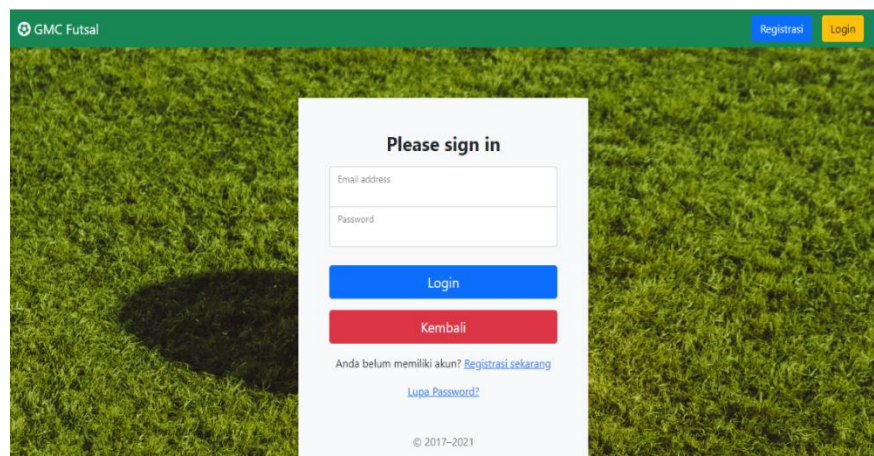 GMC Futsal
Registrasi
Login
Please sign in
Email address
Password
Login
Kembali
Anda belum memiliki akun? Registrasi sekarang
Lupa Password?
© 2017–2021